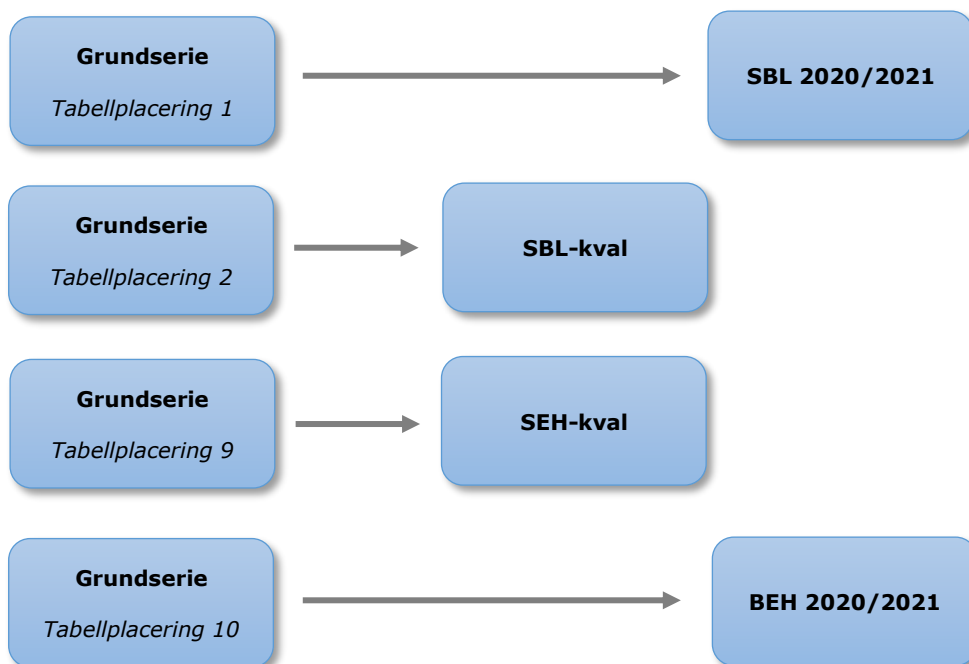 Grundserie
Tabellplacering 1
SBL 2020/2021
Grundserie
Tabellplacering 2
SBL-kval
Grundserie
Tabellplacering 9
SEH-kval
Grundserie
Tabellplacering 10
BEH 2020/2021